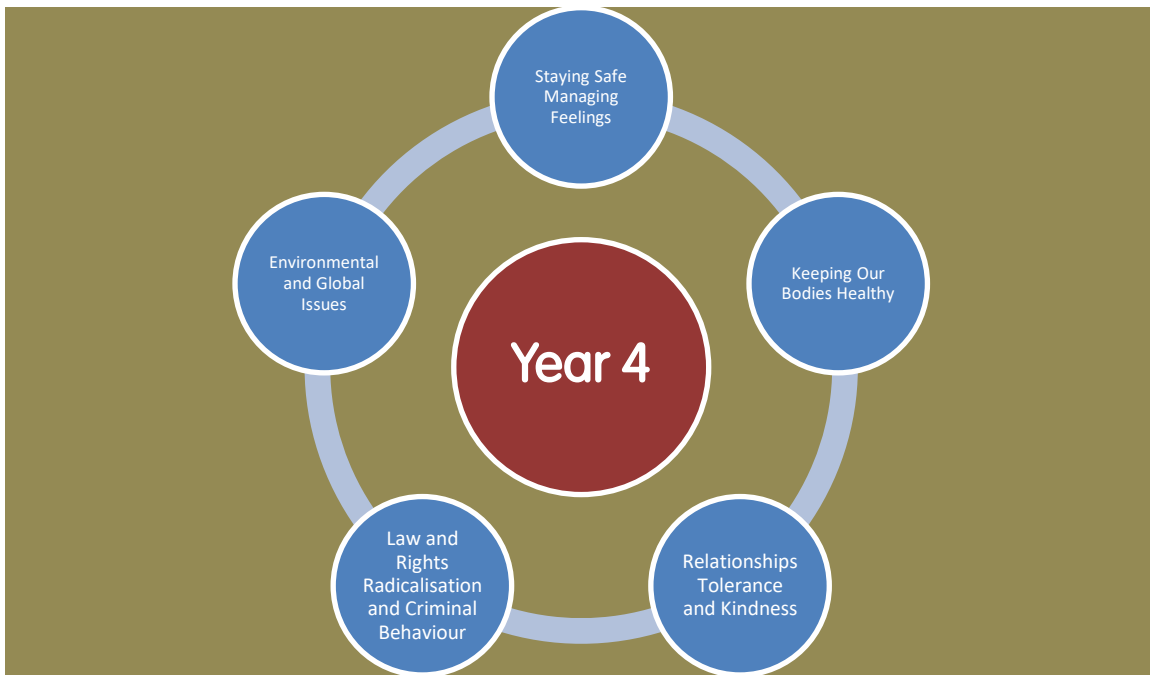 Staying Safe
Managing
Feelings
Environmental
and Global
Issues
Keeping Our
Bodies Healthy
Year 4
Law and
Rights
Radicalisation
and Criminal
Behaviour
Relationships
Tolerance
and Kindness